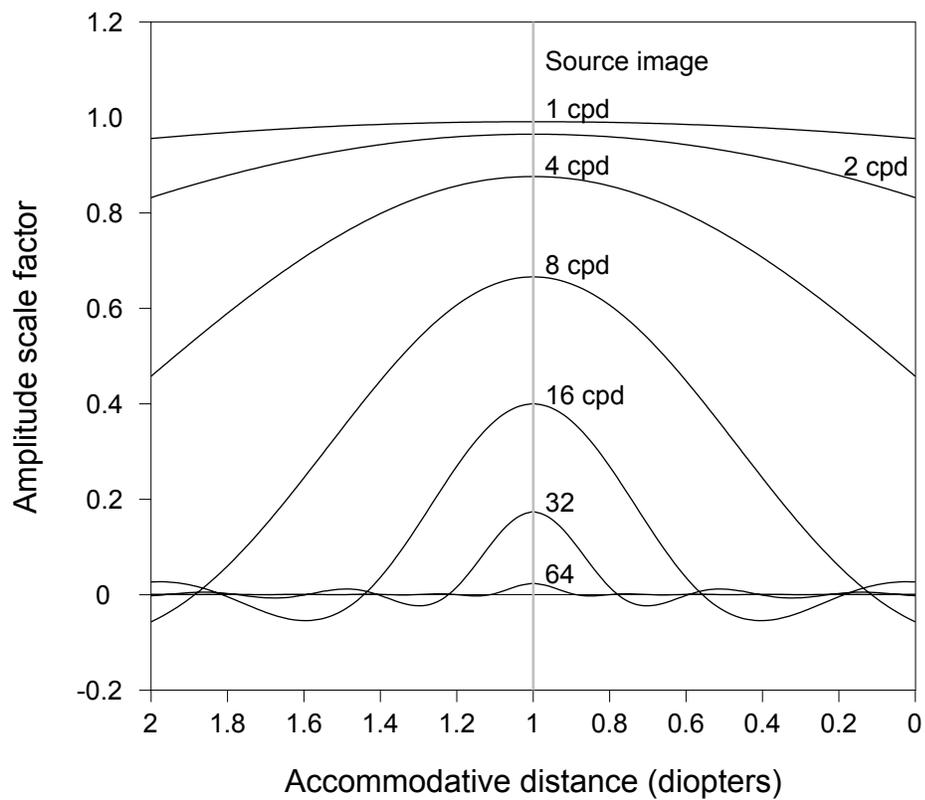 1.2
Source image
1.0
1 cpd
2 cpd
4 cpd
0.8
Amplitude scale factor
8 cpd
0.6
0.4
16 cpd
0.2
32
64
0
-0.2
2 1.8 1.6 1.4 1.2 1 0.8 0.6 0.4 0.2 0
Accommodative distance (diopters)